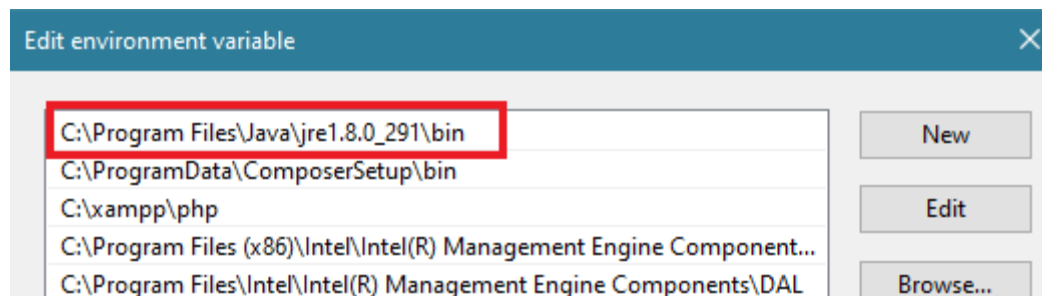 Edit environment variable
C:\Program Files\Java\jre1.8.0_291\bin
New
C:\ProgramData\ComposerSetup\bin
C:\xampp\php
Edit
C:\Program Files (x86)\Intel\Intel(R) Management Engine Component...
C:\Program Files\Intel\Intel(R) Management Engine Components\DAL
Browse...